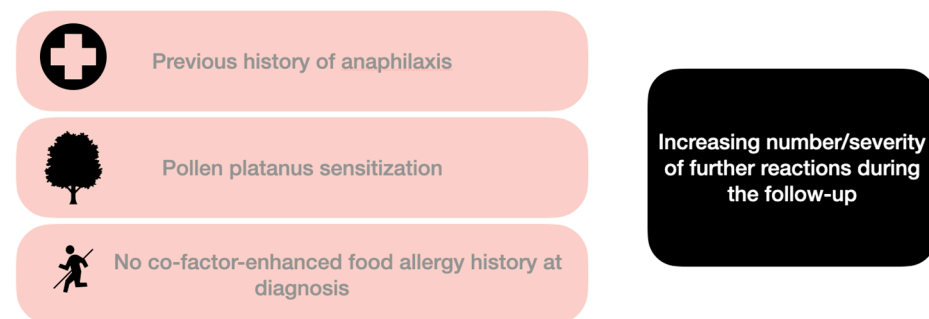 Previous history of anaphilaxis
Pollen platanus sensitization
No co-factor-enhanced food allergy history at
diagnosis
Increasing number/severity
of further reactions during
the follow-up